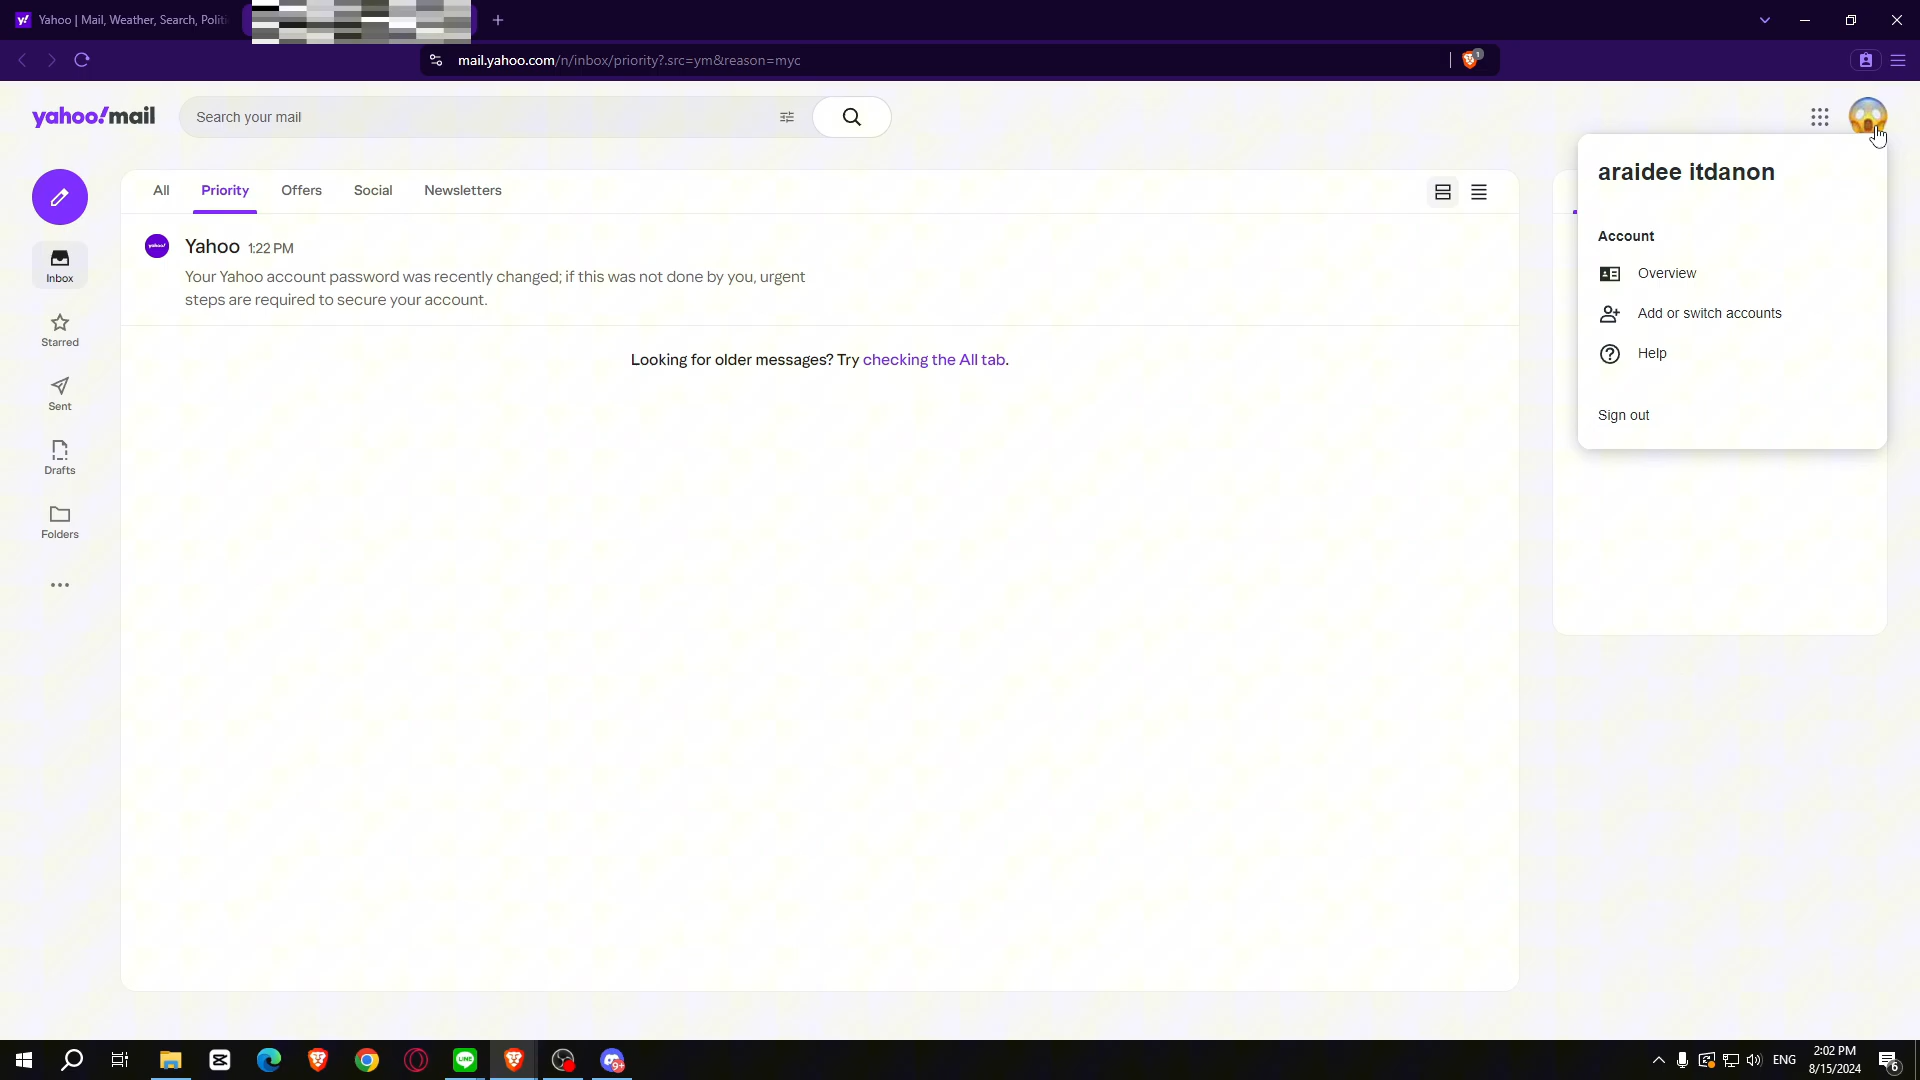 Yahoo | Mail, Weather, Search, Politi
mail.yahoo.com/n/inbox/priority?.src=ym&reason=myc
1
yahoo!mail
Search your mail
araidee itdanon
Account
Overview
Add or switch accounts
Help
Sign out
Inbox
Starred
Sent
Drafts
Folders
All
Priority
Offers
Social
Newsletters
Yahoo 1:22 PM
Your Yahoo account password was recently changed; if this was not done by you, urgent
steps are required to secure your account.
Looking for older messages? Try checking the All tab.
LINE
9+
ENG
2:02 PM
8/15/2024
6